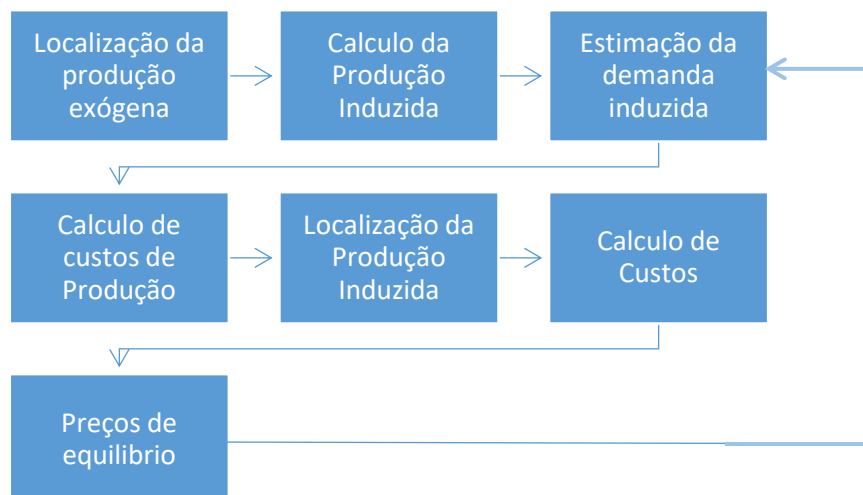 Localização da
produção
exógena
Calculo da
Produção
Induzida
Estimação da
demanda
induzida
Calculo de
custos de
Produção
Localização da
Produção
Induzida
Calculo de
Custos
Preços de
equilibrio